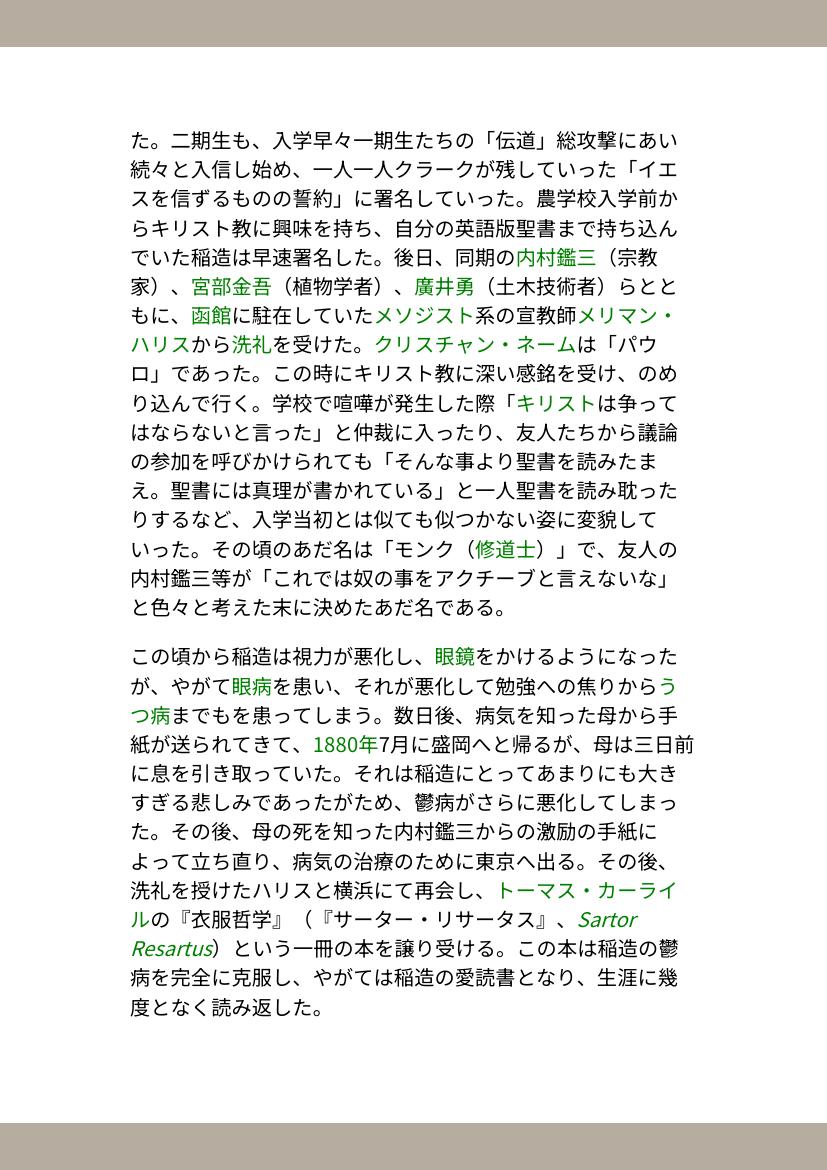 た。二期生も、入学早々一期生たちの「伝道」総攻撃にあい
続々と入信し始め、一人一人クラークが残していった「イエ
スを信ずるものの誓約」に署名していった。農学校入学前か
らキリスト教に興味を持ち、自分の英語版聖書まで持ち込ん
でいた稲造は早速署名した。後日、同期の内村鑑三（宗教
家）、宮部金吾（植物学者）、廣井勇（土木技術者）らとと
もに、函館に駐在していたメソジスト系の宣教師メリマン・
ハリスから洗礼を受けた。クリスチャン・ネームは「パウ
ロ」であった。この時にキリスト教に深い感銘を受け、のめ
り込んで行く。学校で喧嘩が発生した際「キリストは争って
はならないと言った」と仲裁に入ったり、友人たちから議論
の参加を呼びかけられても「そんな事より聖書を読みたま
え。聖書には真理が書かれている」と一人聖書を読み耽った
りするなど、入学当初とは似ても似つかない姿に変貌して
いった。その頃のあだ名は「モンク（修道士）」で、友人の
内村鑑三等が「これでは奴の事をアクチーブと言えないな」
と色々と考えた末に決めたあだ名である。
この頃から稲造は視力が悪化し、眼鏡をかけるようになった
が、やがて眼病を患い、それが悪化して勉強への焦りからう
つ病までもを患ってしまう。数日後、病気を知った母から手
紙が送られてきて、1880年7月に盛岡へと帰るが、母は三日前
に息を引き取っていた。それは稲造にとってあまりにも大き
すぎる悲しみであったがため、鬱病がさらに悪化してしまっ
た。その後、母の死を知った内村鑑三からの激励の手紙に
よって立ち直り、病気の治療のために東京へ出る。その後、
洗礼を授けたハリスと横浜にて再会し、トーマス・カーライ
ルの『衣服哲学』（『サーター・リサータス』、Sartor
Resartus）という一冊の本を譲り受ける。この本は稲造の鬱
病を完全に克服し、やがては稲造の愛読書となり、生涯に幾
度となく読み返した。